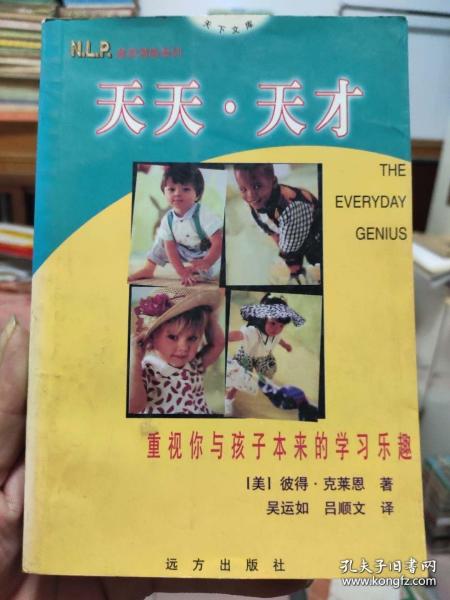 天下文库
N.L.P.
天天·天才
THE
EVERYDAY
GENIUS
重视你与孩子本来的学习乐趣
[美] 彼得·克莱恩 著
吴运如 吕顺文 译
远方出版社
孔夫子旧书网
www.kongfz.com